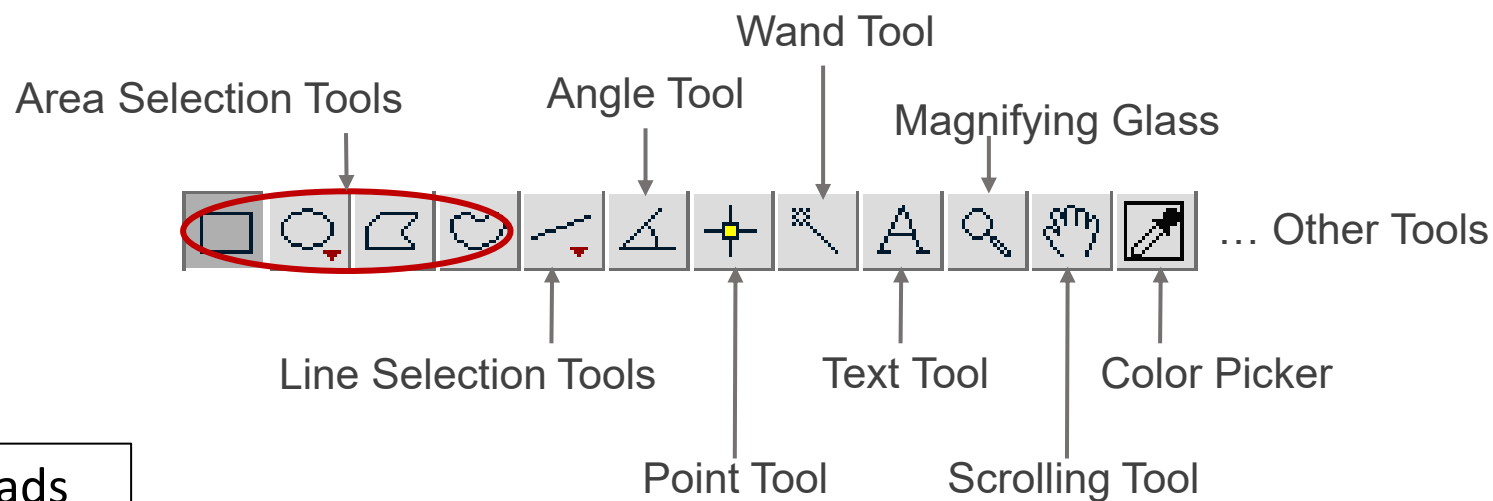 Wand Tool
Area Selection Tools
Angle Tool
Magnifying Glass
A
… Other Tools
Line Selection Tools
Text Tool
Color Picker
Point Tool
Scrolling Tool
ads